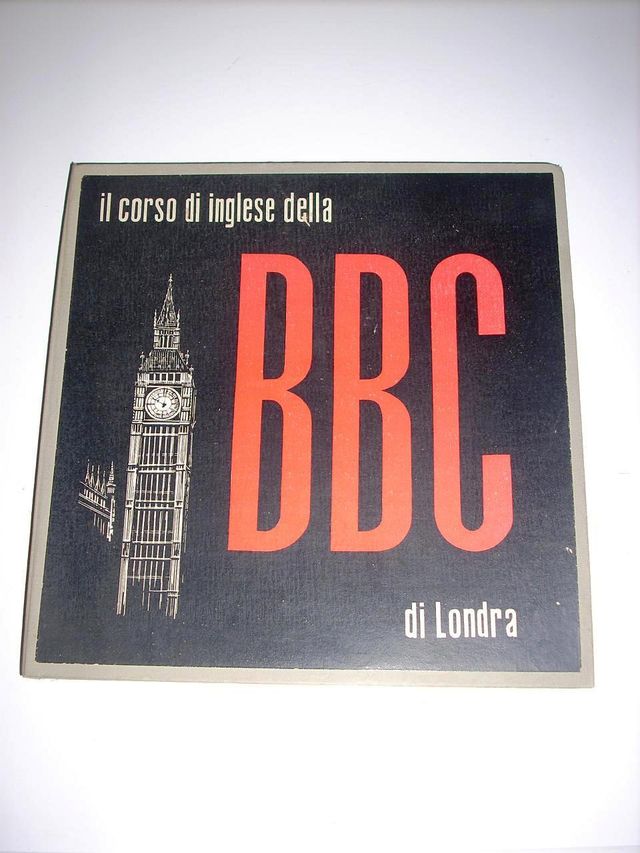 il corso di inglese della
BBC
di Londra